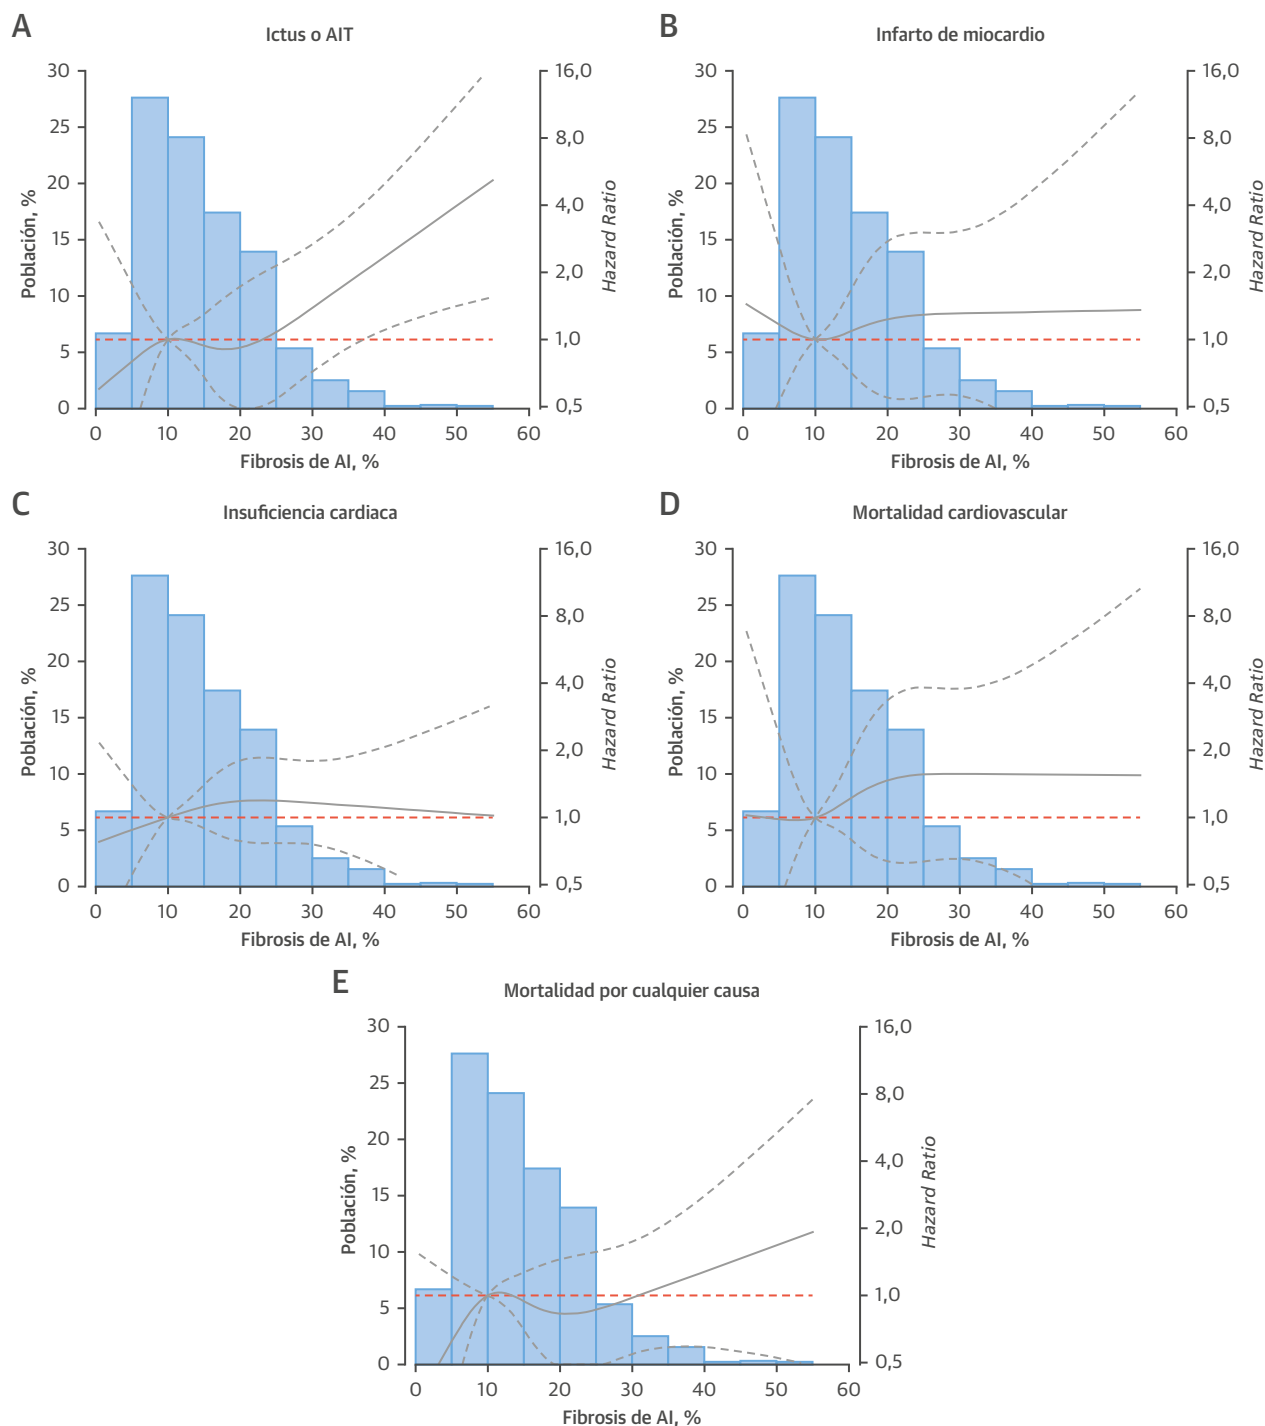 A
Ictus o AIT
30
25
20
15
10
5
0
Población, %
16,0
8,0
4,0
2,0
1,0
0,5
Hazard Ratio
0 10 20 30 40 50 60
Fibrosis de AI, %
B
Infarto de miocardio
30
25
20
15
10
5
0
Población, %
16,0
8,0
4,0
2,0
1,0
0,5
Hazard Ratio
0 10 20 30 40 50 60
Fibrosis de AI, %
C
Insuficiencia cardiaca
30
25
20
15
10
5
0
Población, %
16,0
8,0
4,0
2,0
1,0
0,5
Hazard Ratio
0 10 20 30 40 50 60
Fibrosis de AI, %
D
Mortalidad cardiovascular
30
25
20
15
10
5
0
Población, %
16,0
8,0
4,0
2,0
1,0
0,5
Hazard Ratio
0 10 20 30 40 50 60
Fibrosis de AI, %
E
Mortalidad por cualquier causa
30
25
20
15
10
5
0
Población, %
16,0
8,0
4,0
2,0
1,0
0,5
Hazard Ratio
0 10 20 30 40 50 60
Fibrosis de AI, %